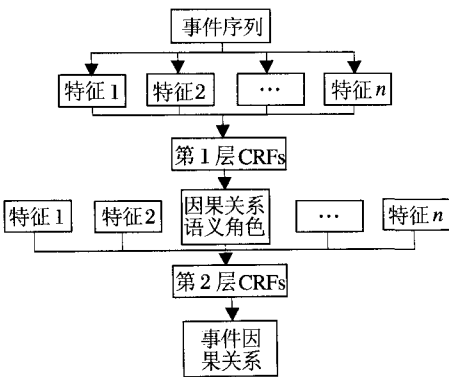 事件序列
特征1 特征2 … 特征n
第1层CRFs
因果关系
语义角色
特征1 特征2 … 特征n
第2层CRFs
事件因
果关系